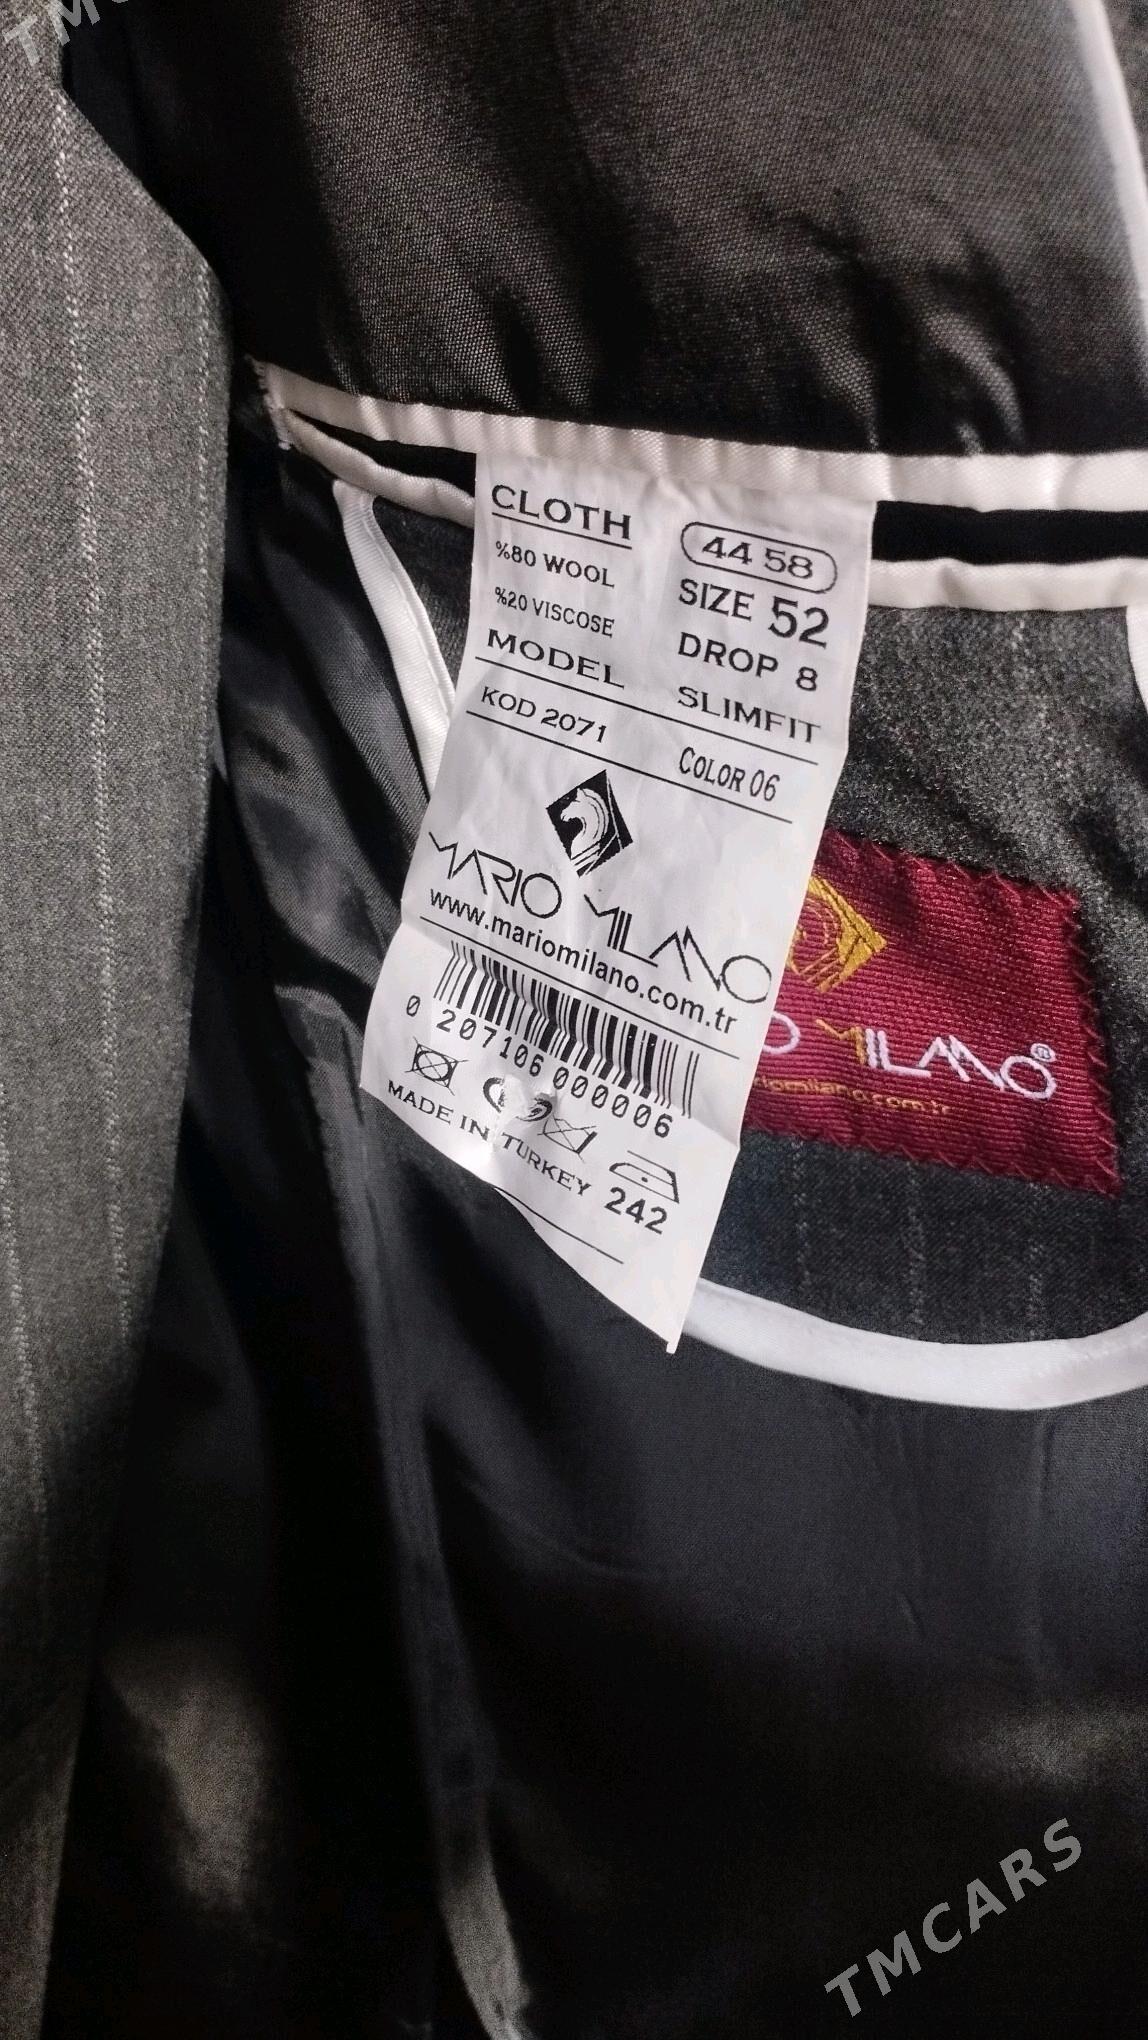 CLOTH
%80 WOOL
%20 VISCOSE
44 58
SIZE 52
DROP 8
MODEL SLIMFIT
KOD 2071 COLOR 06
MARIO MILANO
www.mariomilano.com.tr
0 207106 000006
MADE IN TURKEY 242
MILANO®
TMCARS